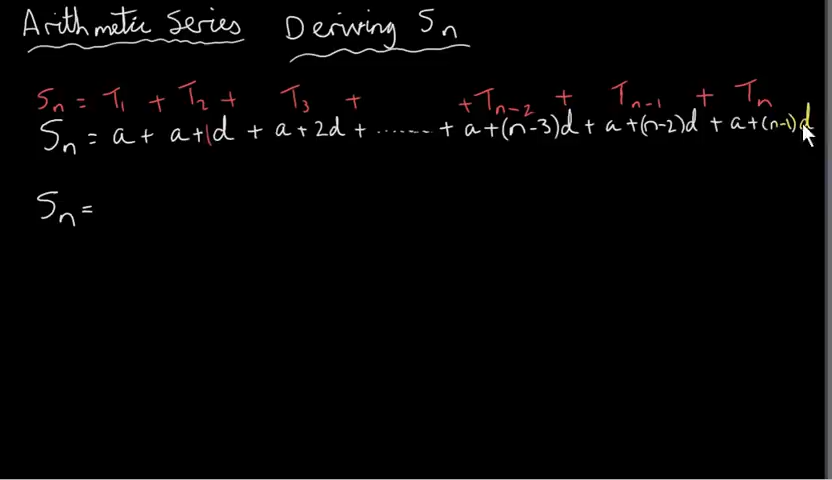 Arithmetic Series Deriving Sn
Sn = T1 + T2 + T3 + + Tn-2 + Tn-1 + Tn
Sn = a + a+1d + a+2d + ........ + a+(n-3)d + a+(n-2)d + a+(n-1)d
Sn =